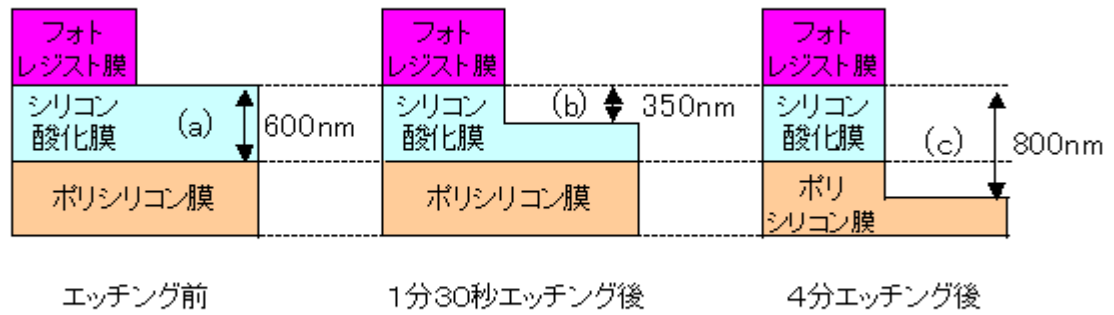 フォト
レジスト膜
シリコン
酸化膜
(a)
600nm
ポリシリコン膜
エッチング前
フォト
レジスト膜
シリコン
酸化膜
(b)
350nm
ポリシリコン膜
1分30秒エッチング後
フォト
レジスト膜
シリコン
酸化膜
(c)
800nm
ポリ
シリコン膜
4分エッチング後